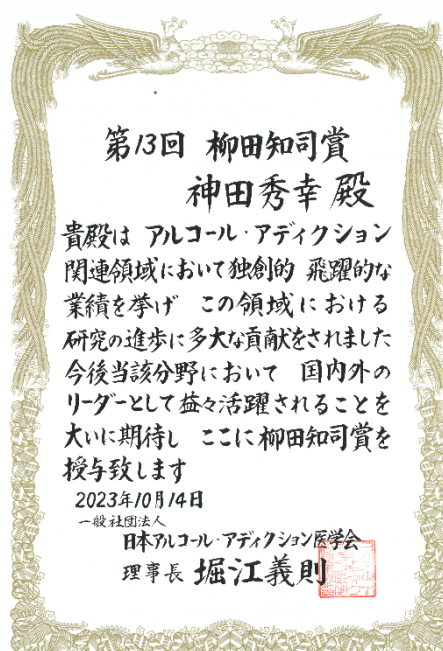 第13回 柳田知司賞
神田秀幸 殿
貴殿は アルコール・アディクション
関連領域において独創的 飛躍的な
業績を挙げ この領域における
研究の進歩に多大な貢献をされました
今後当該分野において 国内外の
リーダーとして益々活躍されることを
大いに期待し ここに柳田知司賞を
授与致します
2023年10月14日
一般社団法人
日本アルコール・アディクション医学会
理事長 堀江義則